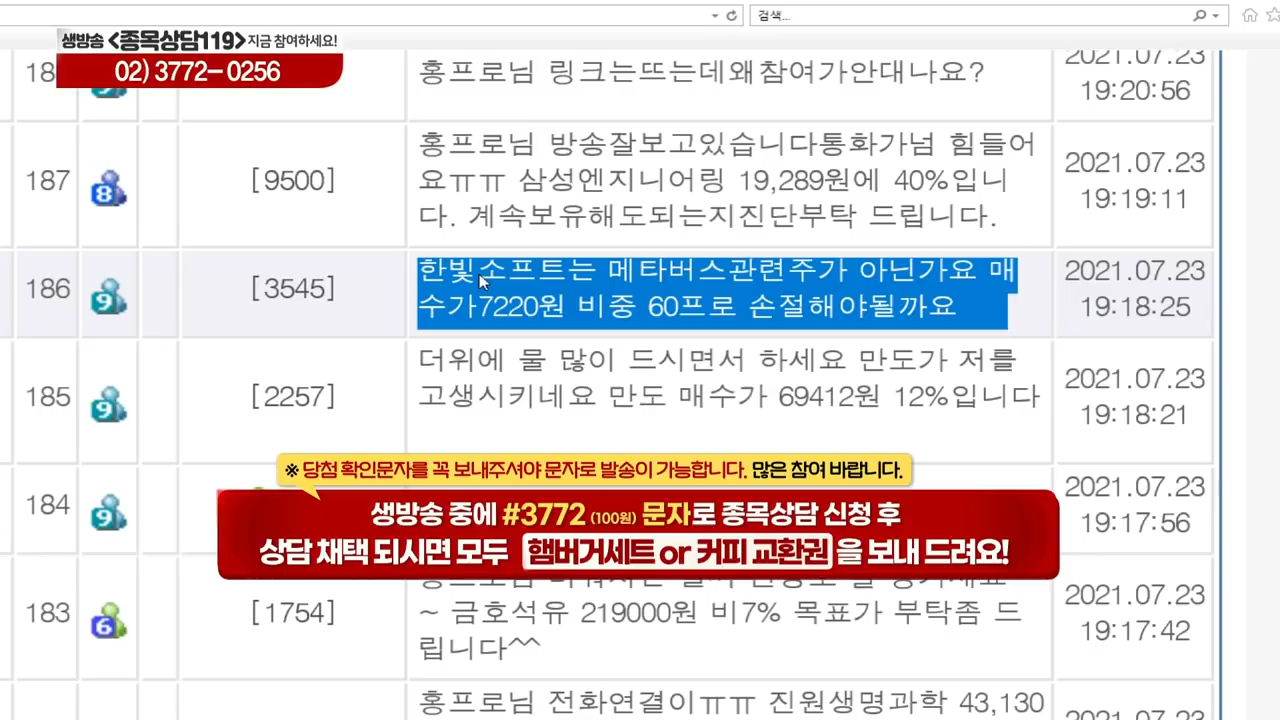 검색...
생방송 <종목상담119> 지금 참여하세요!
02) 3772-0256
홍프로님 링크는뜨는데왜참여가안대나요?
2021.07.23
19:20:56
187
8
[9500]
홍프로님 방송잘보고있습니다통화가넘 힘들어
요ㅠㅠ 삼성엔지니어링 19,289원에 40%입니
다. 계속보유해도되는지진단부탁 드립니다.
2021.07.23
19:19:11
186
9
[3545]
한빛소프트는 메타버스관련주가 아닌가요 매
수가7220원 비중 60프로 손절해야될까요
2021.07.23
19:18:25
185
9
[2257]
더위에 물 많이 드시면서 하세요 만도가 저를
고생시키네요 만도 매수가 69412원 12%입니다
2021.07.23
19:18:21
※ 당첨 확인문자를 꼭 보내주셔야 문자로 발송이 가능합니다. 많은 참여 바랍니다.
184
9
2021.07.23
19:17:56
생방송 중에 #3772 (100원) 문자로 종목상담 신청 후
상담 채택 되시면 모두 햄버거세트 or 커피 교환권 을 보내 드려요!
183
6
[1754]
~ 금호석유 219000원 비7% 목표가 부탁좀 드
립니다^^
2021.07.23
19:17:42
홍프로님 전화연결이ㅠㅠ 진원생명과학 43,130